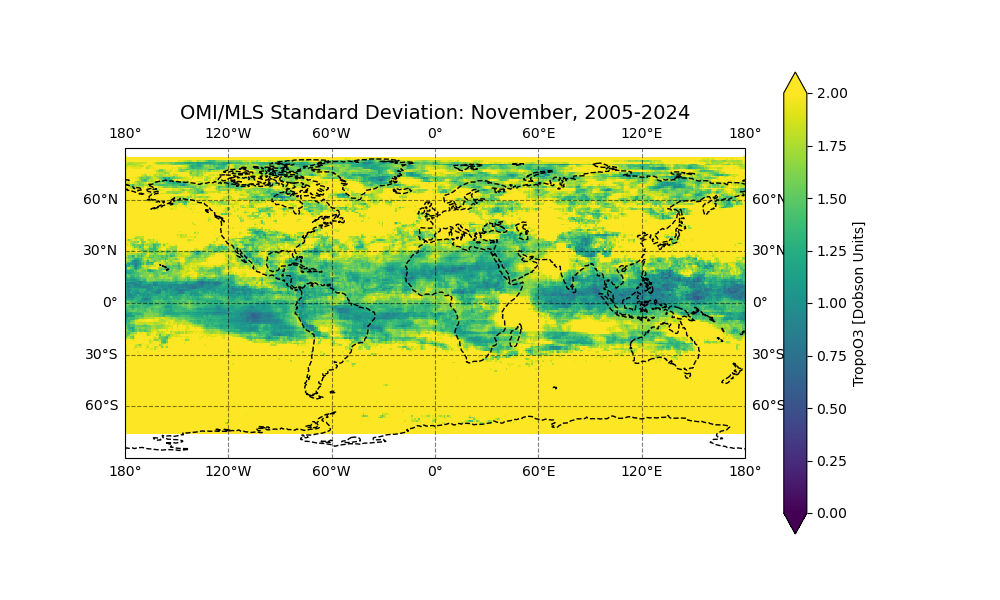 OMI/MLS Standard Deviation: November, 2005-2024
180° 120°W 60°W 0° 60°E 120°E 180°
60°N 60°N
30°N 30°N
0° 0°
30°S 30°S
60°S 60°S
180° 120°W 60°W 0° 60°E 120°E 180°
2.00
1.75
1.50
1.25
1.00
0.75
0.50
0.25
0.00
TropoO3 [Dobson Units]